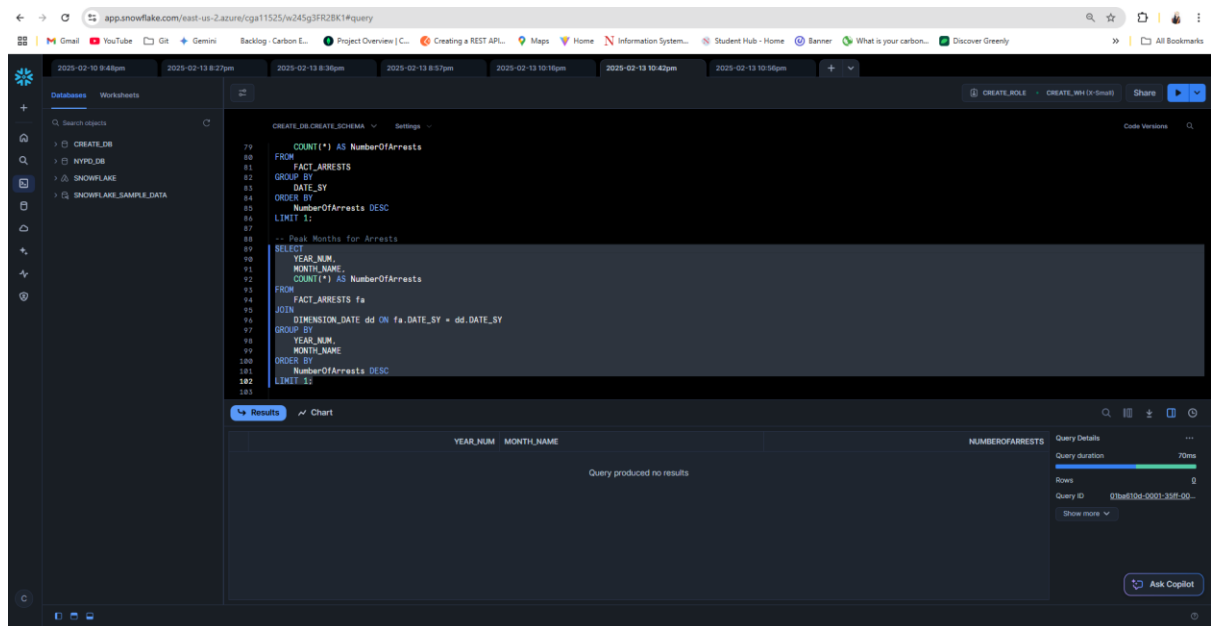 app.snowflake.com/east-us-2.azure/cga11525/w24Sg3FR2BK1#query
Gmail YouTube Git Gemini Backlog - Carbon E... Project Overview | C... Creating a REST API... Maps Home Information System... Student Hub - Home Banner What is your carbon... Discover Greenly » All Bookmarks
2025-02-10 9:48pm 2025-02-13 8:27pm 2025-02-13 8:36pm 2025-02-13 8:57pm 2025-02-13 10:16pm 2025-02-13 10:42pm 2025-02-13 10:56pm
Databases Worksheets CREATE_ROLE CREATE_WH (X-Small) Share
Search objects
CREATE_DB
NYPD_DB
SNOWFLAKE
SNOWFLAKE_SAMPLE_DATA
CREATE_DB.CREATE_SCHEMA Settings Code Versions
79 COUNT(*) AS NumberOfArrests
80 FROM
81 FACT_ARRESTS
82 GROUP BY
83 DATE_SY
84 ORDER BY
85 NumberOfArrests DESC
86 LIMIT 1;
87
88 -- Peak Months for Arrests
89 SELECT
90 YEAR_NUM,
91 MONTH_NAME,
92 COUNT(*) AS NumberOfArrests
93 FROM
94 FACT_ARRESTS fa
95 JOIN
96 DIMENSION_DATE dd ON fa.DATE_SY = dd.DATE_SY
97 GROUP BY
98 YEAR_NUM,
99 MONTH_NAME
100 ORDER BY
101 NumberOfArrests DESC
102 LIMIT 1;
103
Results Chart
YEAR_NUM MONTH_NAME NUMBEROFARRESTS
Query produced no results
Query Details ...
Query duration 70ms
Rows 0
Query ID 01ba610d-0001-35ff-00...
Show more
Ask Copilot
C